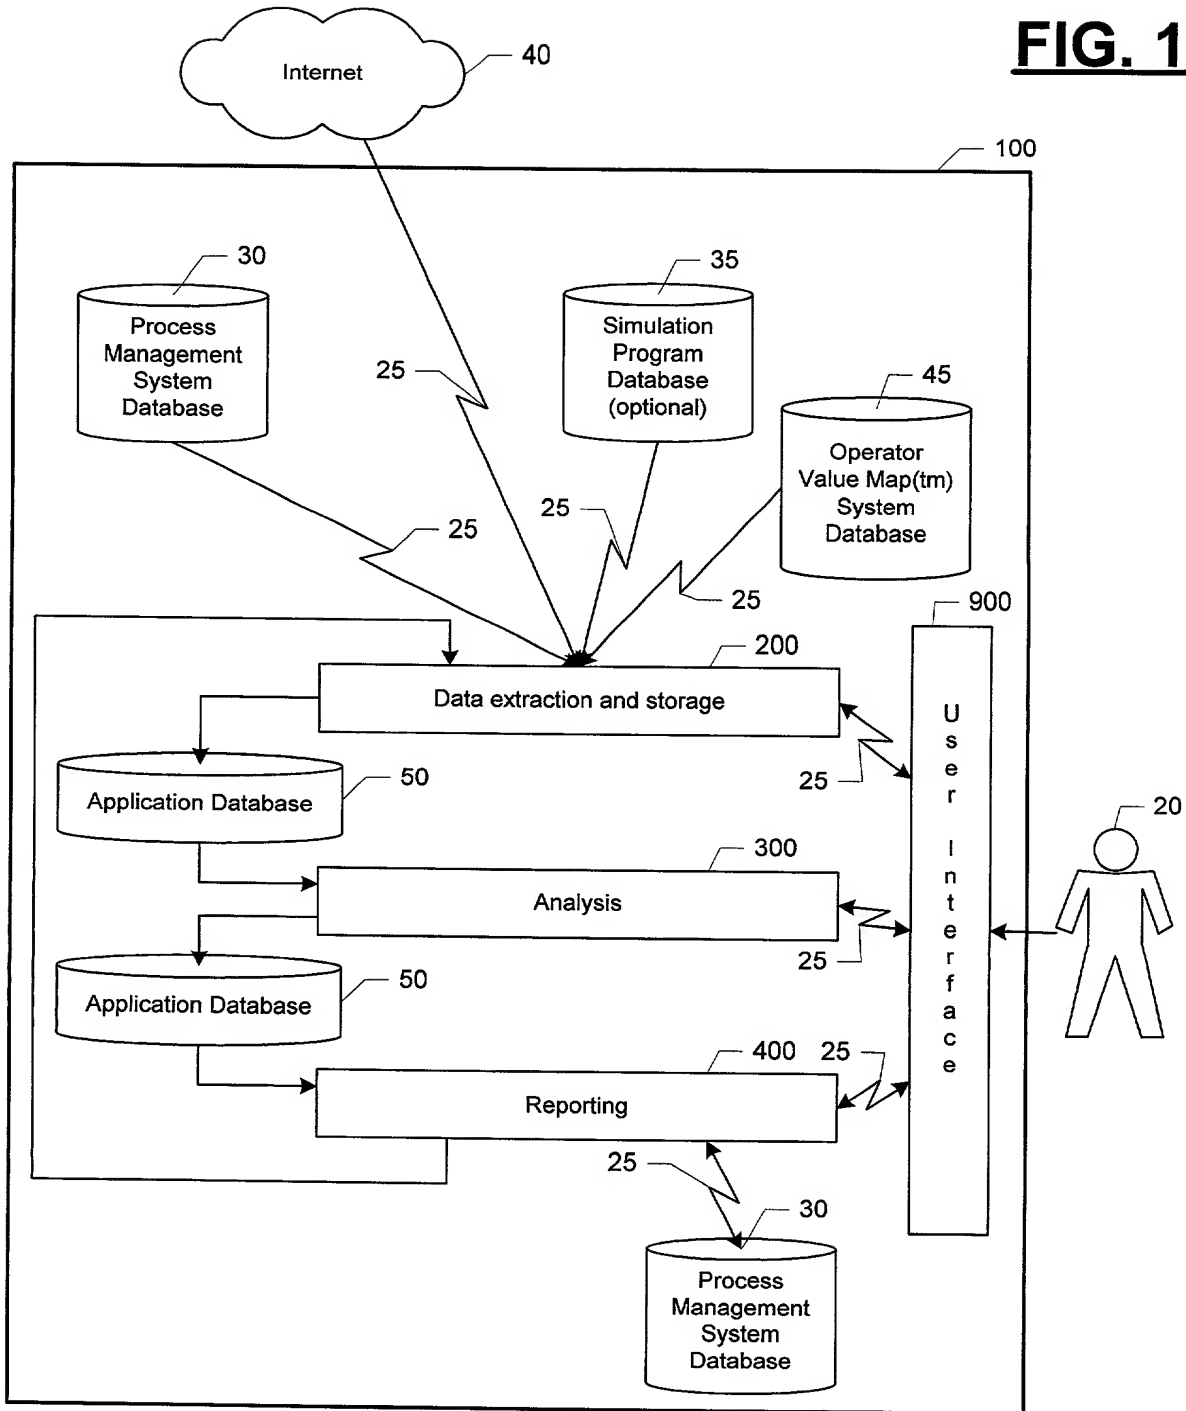 FIG. 1
40
Internet
100
30
Process
Management
System
Database
35
Simulation
Program
Database
(optional)
45
Operator
Value Map(tm)
System
Database
25
25
25
25
900
User Interface
200
Data extraction and storage
25
50
Application Database
20
300
Analysis
25
50
Application Database
400
Reporting
25
25
30
Process
Management
System
Database